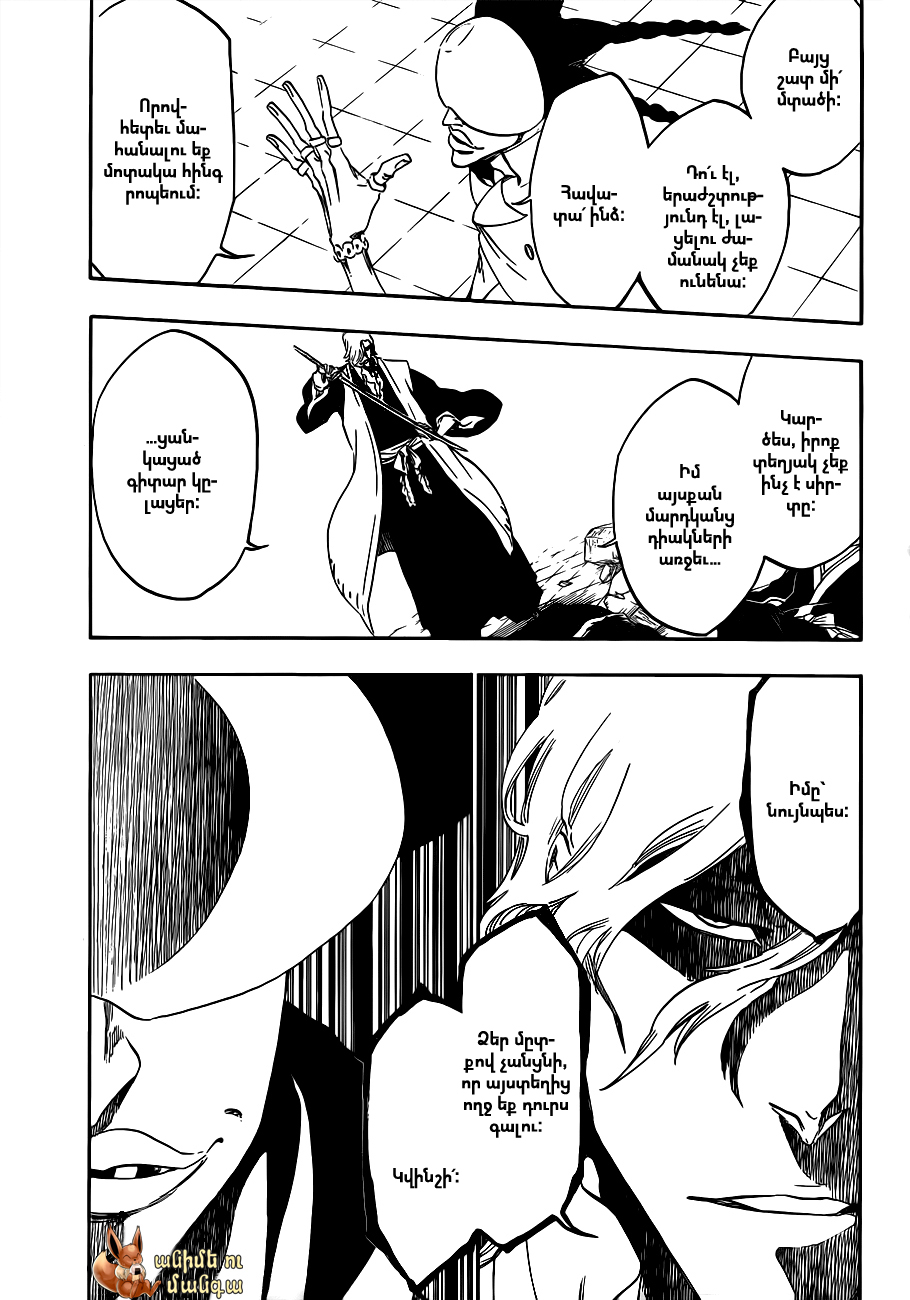 Բայց
շատ մի՛
մտածի:
Դո՛ւ էլ,
երաժշտութ-
յունդ էլ, լա-
ցելու ժա-
մանակ չեք
ունենա:
Հավա-
տա՛ ինձ:
Որով-
հետեւ մա-
հանալու եք
մոտակա հինգ
րոպեում:
Կար-
ծես, իրոք
տեղյակ չեք
ինչ է սիր-
տը:
Իմ
այսքան
մարդկանց
դիակների
առջեւ...
...ցան-
կացած
գիտար կը-
լացեր:
Իմը՝
նույնպես:
Ձեր մըտ-
քով չանցնի,
որ այստեղից
ողջ եք դուրս
գալու:
Կվինշի՛:
անիմե ու
մանգա